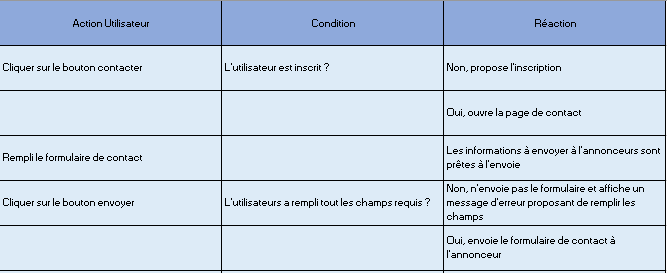 Action Utilisateur Condition Réaction
Cliquer sur le bouton contacter L'utilisateur est inscrit ? Non, propose l'inscription
Oui, ouvre la page de contact
Rempli le formulaire de contact Les informations à envoyer à l'annonceurs sont
prêtes à l'envoie
Cliquer sur le bouton envoyer L'utilisateurs a rempli tout les champs requis ? Non, n'envoie pas le formulaire et affiche un
message d'erreur proposant de remplir les
champs
Oui, envoie le formulaire de contact à
l'annonceur